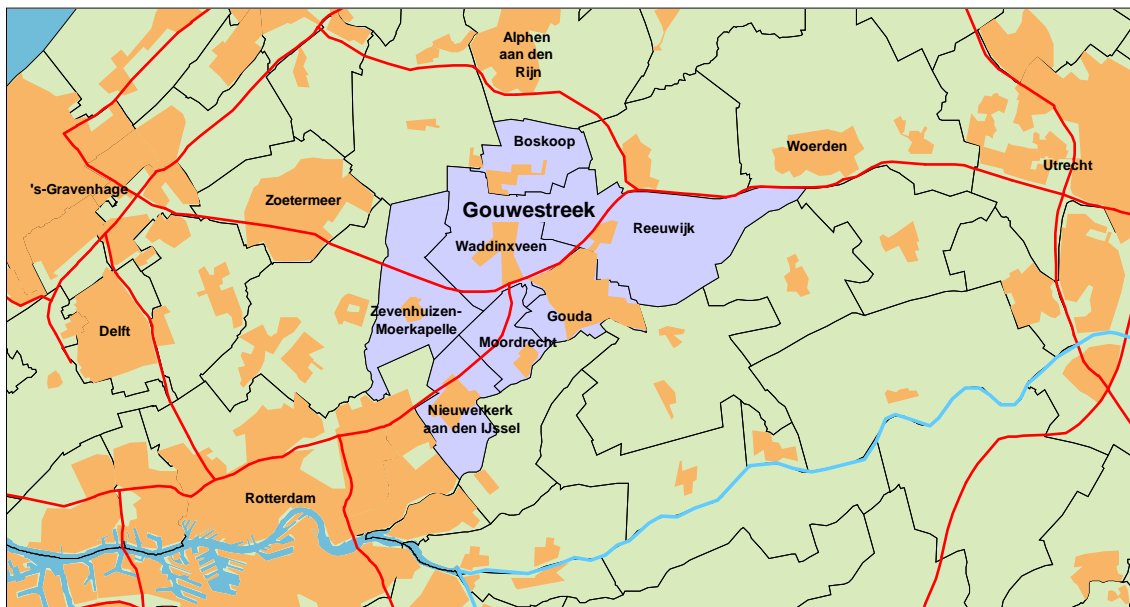 Alphen
aan den
Rijn
Boskoop
Woerden
Utrecht
's-Gravenhage
Zoetermeer
Gouwestreek
Reeuwijk
Waddinxveen
Zevenhuizen-
Moerkapelle
Gouda
Delft
Moordrecht
Nieuwerkerk
aan den IJssel
Rotterdam